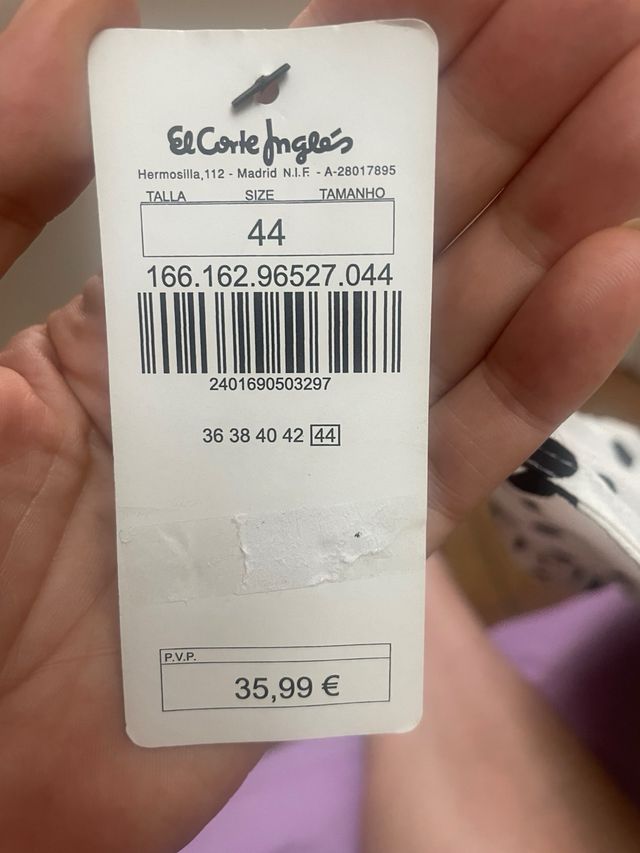 El Corte Inglés
Hermosilla,112 - Madrid N.I.F. - A-28017895
TALLA SIZE TAMANHO
44
166.162.96527.044
2401690503297
36 38 40 42 44
P.V.P.
35,99 €